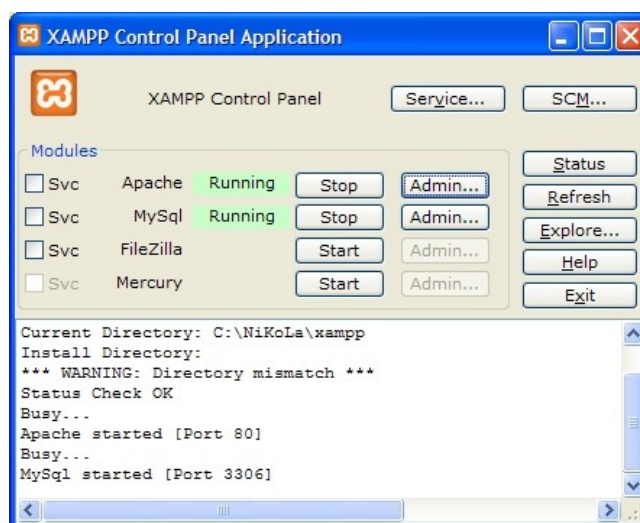 XAMPP Control Panel Application
XAMPP Control Panel
Service...
SCM...
Modules
Svc Apache Running Stop Admin...
Svc MySql Running Stop Admin...
Svc FileZilla Start Admin...
Svc Mercury Start Admin...
Status
Refresh
Explore...
Help
Exit
Current Directory: C:\NiKoLa\xampp
Install Directory:
*** WARNING: Directory mismatch ***
Status Check OK
Busy...
Apache started [Port 80]
Busy...
MySql started [Port 3306]